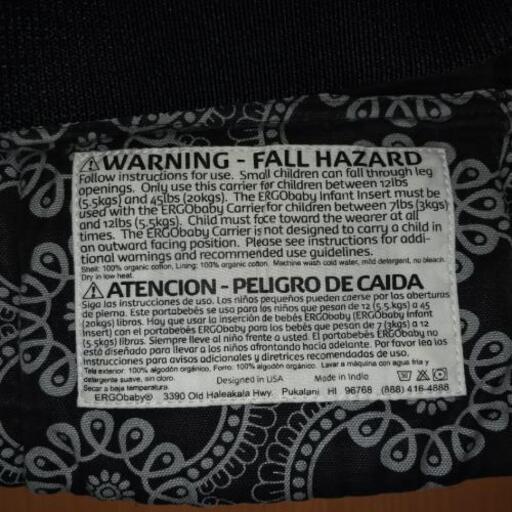 ⚠WARNING - FALL HAZARD
Follow instructions for use. Small children can fall through leg
openings. Only use this carrier for children between 12lbs
(5.5kgs) and 45lbs (20kgs). The ERGObaby Infant Insert must be
used with the ERGObaby Carrier for children between 7lbs (3kgs)
and 12lbs (5.5kgs). Child must face toward the wearer at all
times. The ERGObaby Carrier is not designed to carry a child in
an outward facing position. Please see instructions for addi-
tional warnings and recommended use guidelines.
Shell: 100% organic cotton, Lining: 100% organic cotton. Machine wash cold water, mild detergent, no bleach.
Dry in low heat.
⚠ATENCION - PELIGRO DE CAIDA
Siga las instrucciones de uso. Los niños pequeños pueden caerse por las aberturas
de pierna. Este portabebés se usa para los niños que pesan de 12 (5.5kgs) a 45
(20kgs) libras. Hay que usar la inserción de bebés ERGObaby (ERGObaby Infant
Insert) con el portabebés ERGObaby para los bebés que pesan de 7 (3kgs) a 12
(5.5kgs) libras. Siempre lleve al niño frente a usted. El portabebés ERGObaby no
está diseñado para llevar a los niños afrontando hacia adelante. Por favor lea los
instrucciones para avisos adicionales y diretrices recomendadas de uso.
Tela exterior: 100% algodón orgánico, Forro: 100% algodón orgánico. Lavar a máquina con agua fria y
detergente suave, sin cloro.
Secar a baja temperatura. Designed in USA Made in India
ERGObaby® 3390 Old Haleakala Hwy. Pukalani HI 96768 (888) 416-4888